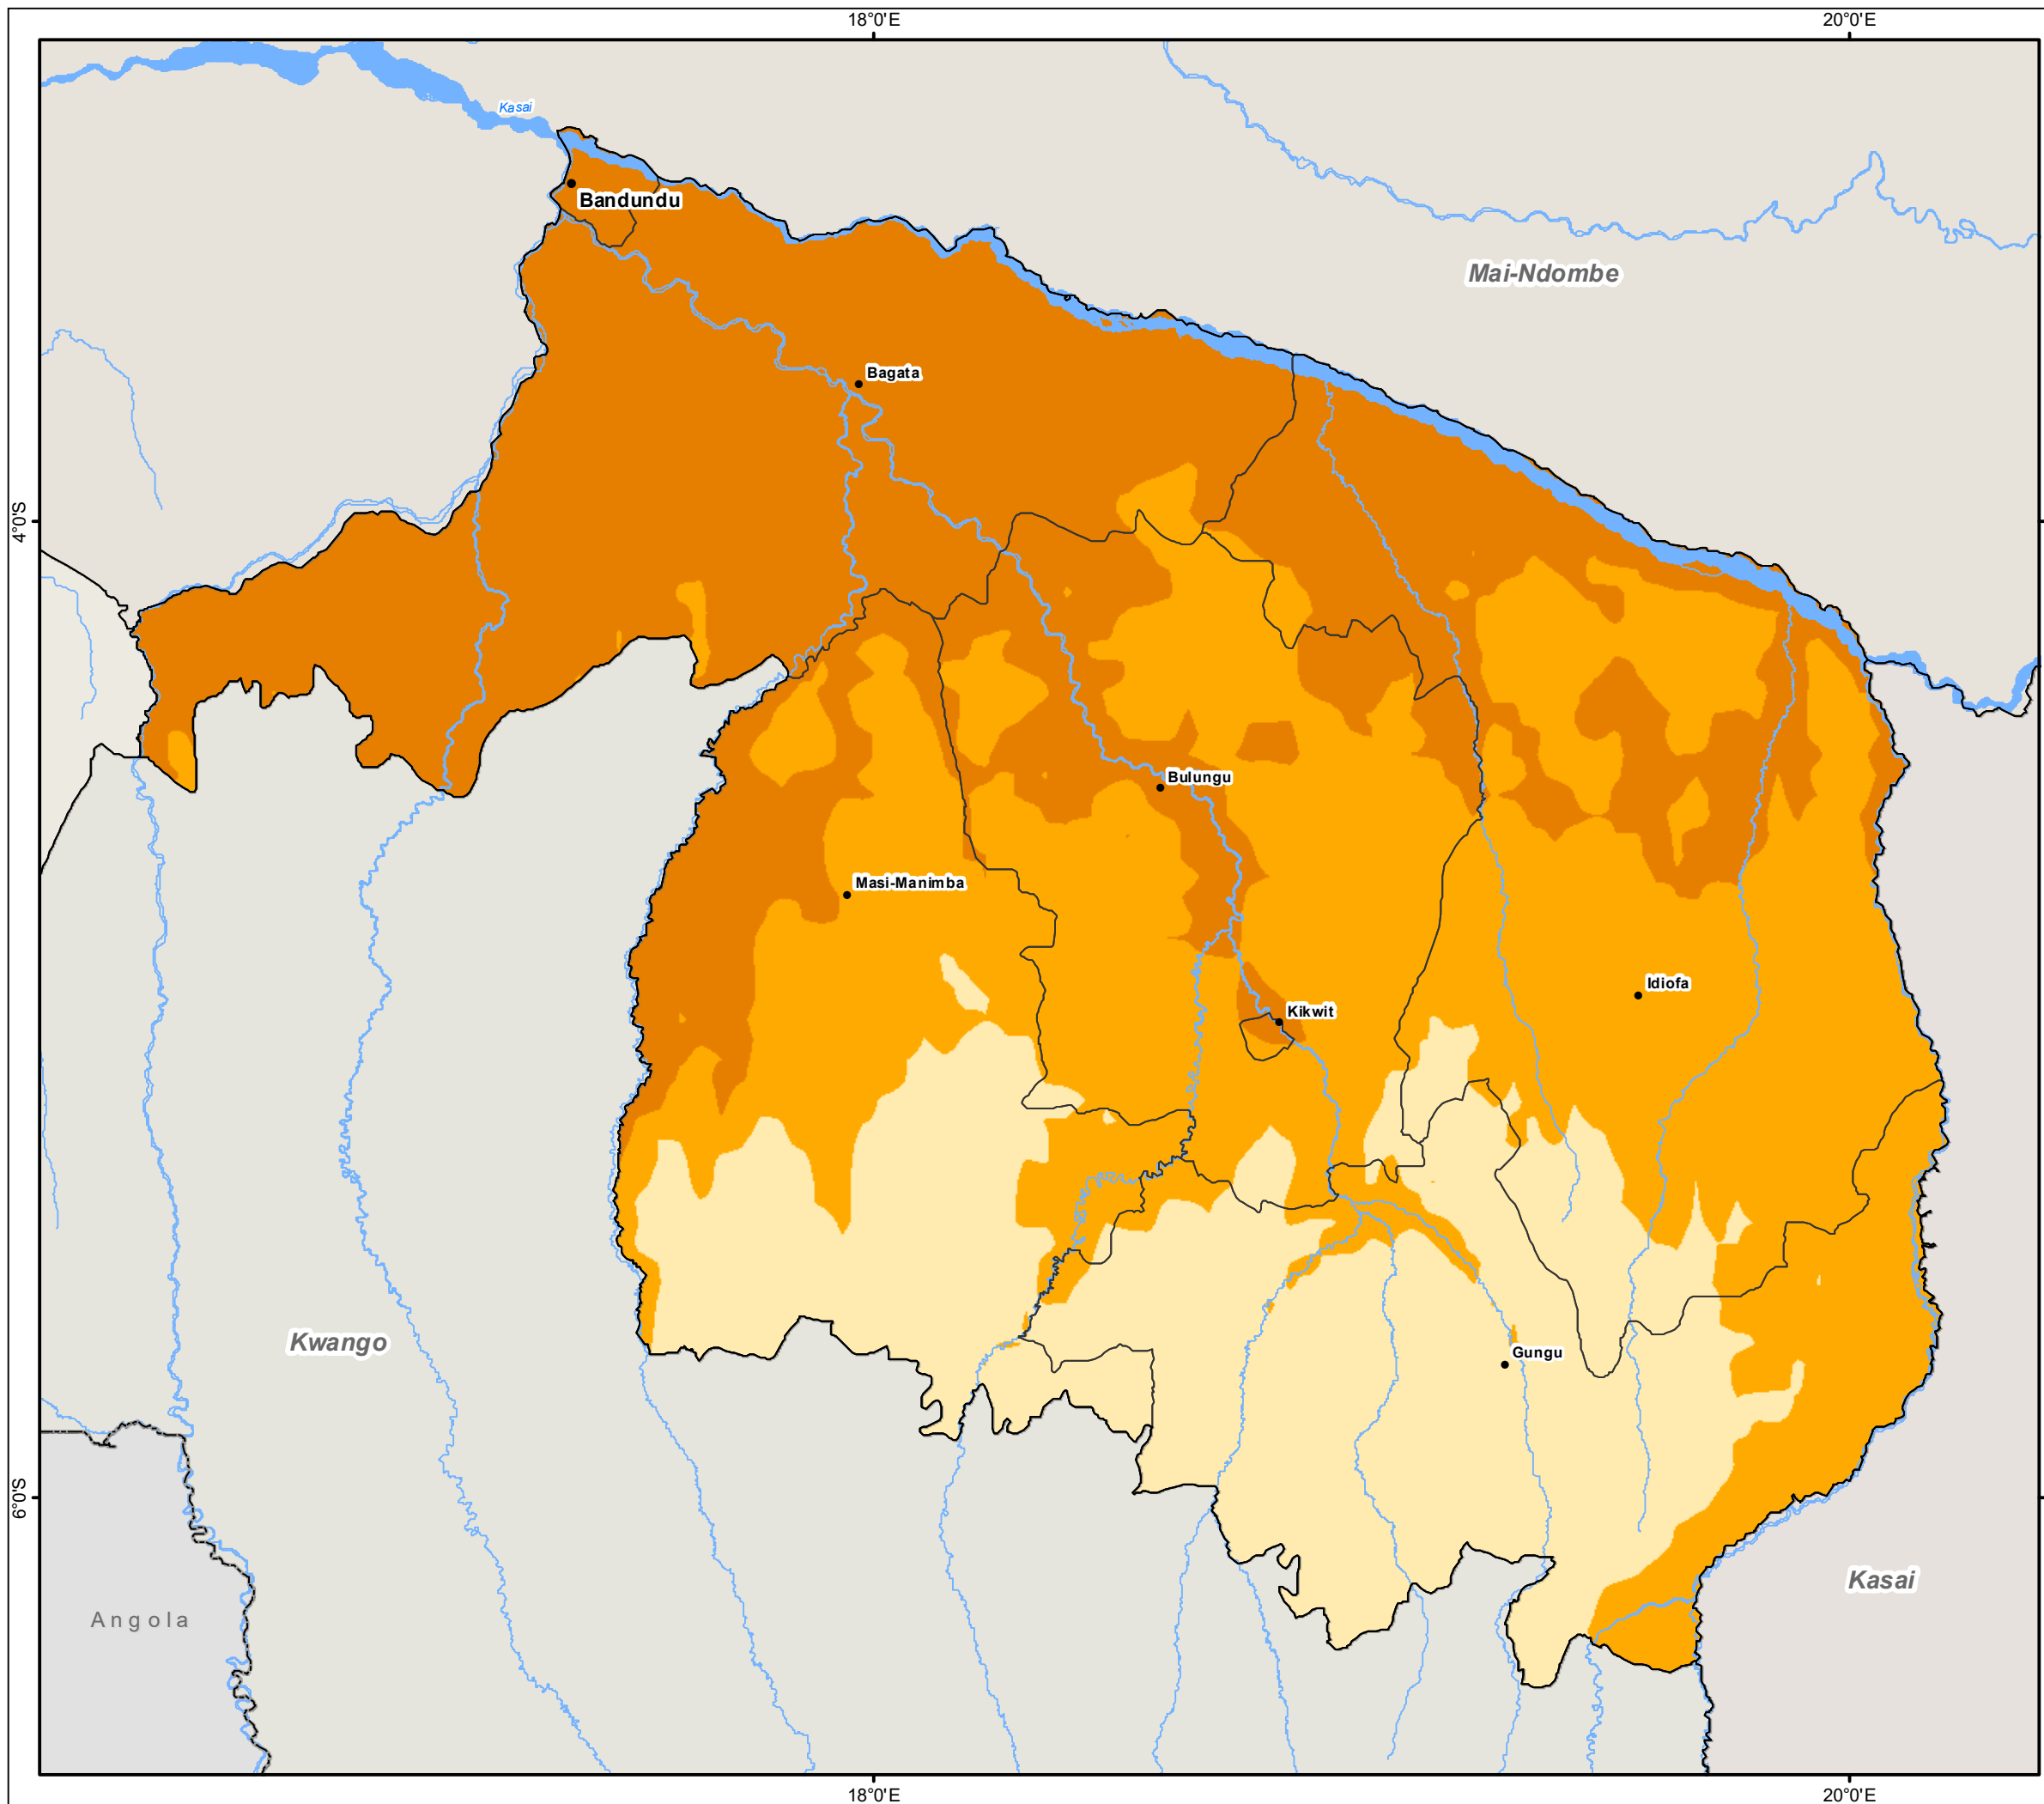 18°0'E
20°0'E
Kasai
Bandundu
Mai-Ndombe
Bagata
4°0'S
Bulungu
Masi-Manimba
Idiofa
Kikwit
Kwango
Gungu
6°0'S
Kasai
Angola
18°0'E
20°0'E